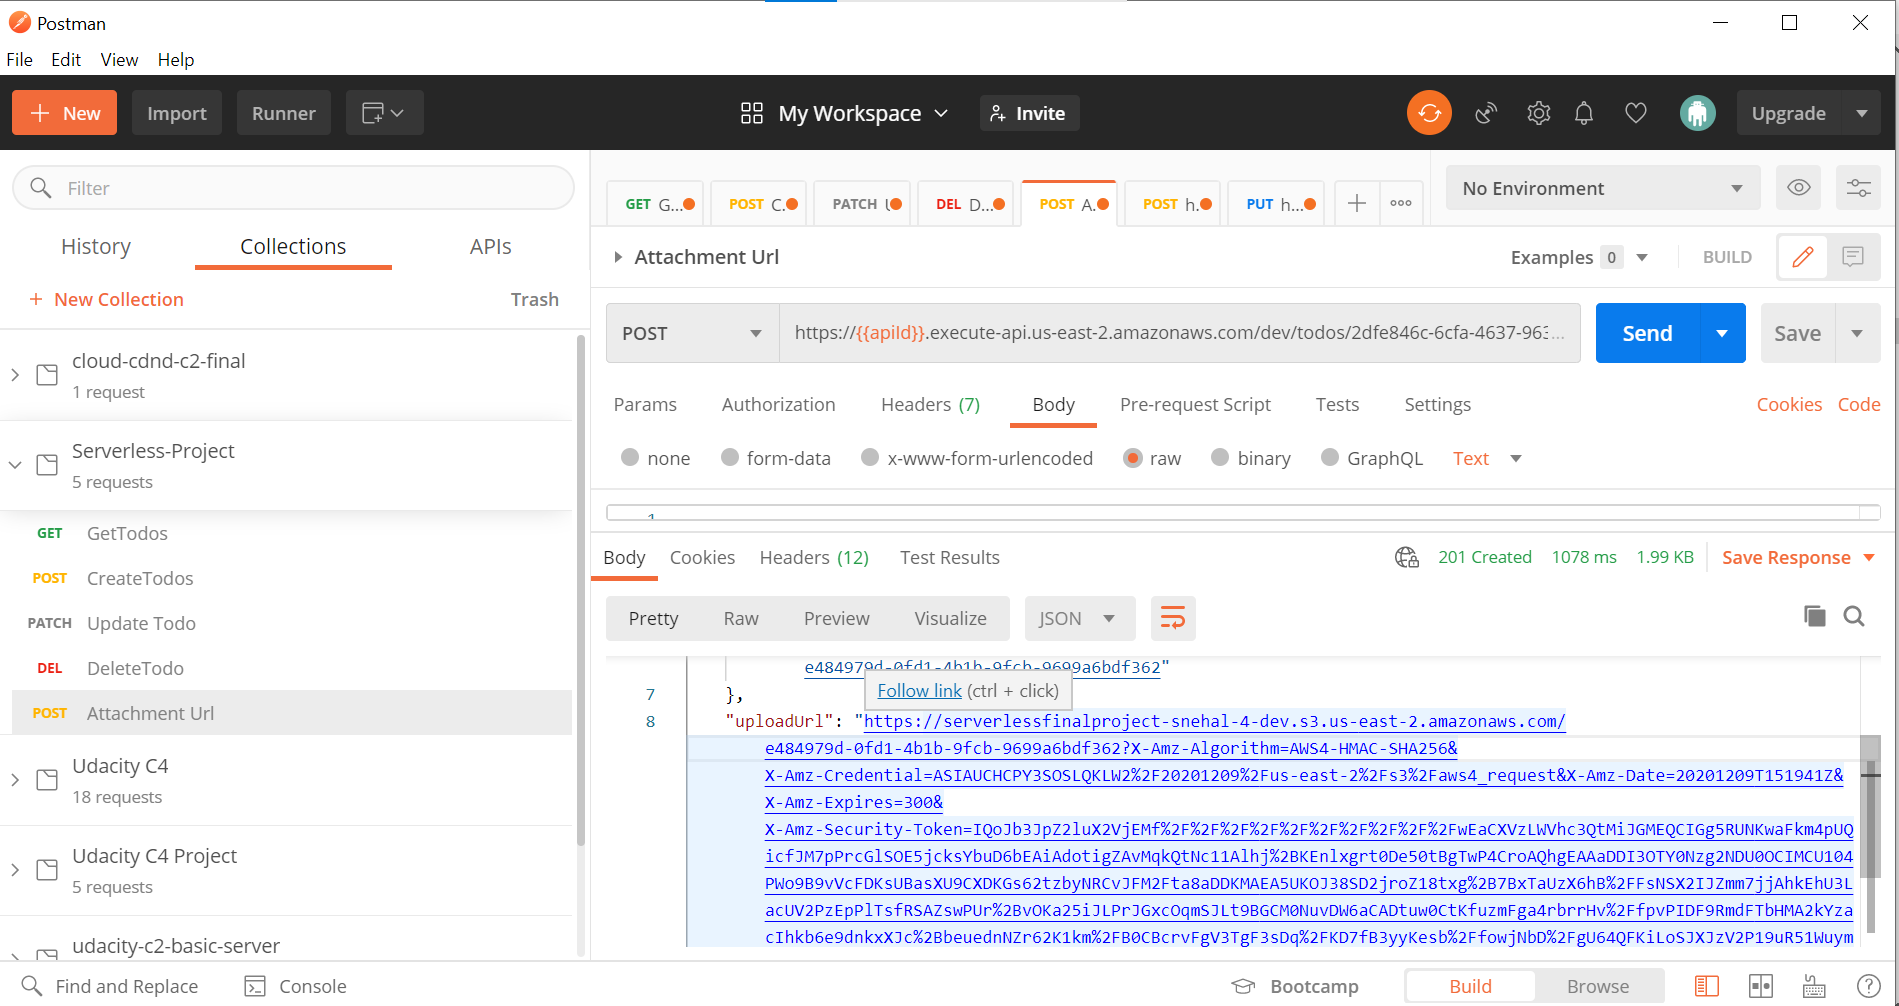 Postman
File Edit View Help
New Import Runner My Workspace Invite Upgrade
Filter
History Collections APIs
+ New Collection Trash
cloud-cdnd-c2-final
1 request
Serverless-Project
5 requests
GET GetTodos
POST CreateTodos
PATCH Update Todo
DEL DeleteTodo
POST Attachment Url
Udacity C4
18 requests
Udacity C4 Project
5 requests
udacity-c2-basic-server
GET G... POST C. PATCH DEL D... POST A. POST h. PUT h... No Environment
Attachment Url Examples 0 BUILD
POST https://{{apiId}}.execute-api.us-east-2.amazonaws.com/dev/todos/2dfe846c-6cfa-4637-963...
Send Save
Params Authorization Headers (7) Body Pre-request Script Tests Settings Cookies Code
none form-data x-www-form-urlencoded raw binary GraphQL Text
1
Body Cookies Headers (12) Test Results 201 Created 1078 ms 1.99 KB Save Response
Pretty Raw Preview Visualize JSON
e484979d-0fd1-4b1b-9fcb-9699a6bdf362"
Follow link (ctrl + click)
7 },
8 "uploadUrl": "https://serverlessfinalproject-snehal-4-dev.s3.us-east-2.amazonaws.com/
e484979d-0fd1-4b1b-9fcb-9699a6bdf362?X-Amz-Algorithm=AWS4-HMAC-SHA256&
X-Amz-Credential=ASIAUCHCPY3SOSLQKLW2%2F20201209%2Fus-east-2%2Fs3%2Faws4_request&X-Amz-Date=20201209T151941Z&
X-Amz-Expires=300&
X-Amz-Security-Token=IQoJb3JpZ2luX2VjEMf%2F%2F%2F%2F%2F%2F%2F%2F%2F%2FwEaCXVzLWVhc3QtMiJGMEQCIGg5RUNKwaFkm4pUQ
icfJM7pPrcGlSOE5jcksYbuD6bEAiAdotigZAvMqkQtNc11Alhj%2BKEnlxgrt0De50tBgTwP4CroAQhgEAAaDDI3OTY0Nzg2NDU0OCIMCU104
PWo9B9vVcFDKsUBasXU9CXDKGs62tzbyNRCvJFM2Fta8aDDKMAEA5UKOJ38SD2jroZ18txg%2B7BxTaUzX6hB%2FFsNSX2IJZmm7jjAhkEhU3L
acUV2PzEpPlTsfRSAZswPUr%2BvOKa25iJLPrJGxcOqmSJLt9BGCM0NuvDW6aCADtuw0CtKfuzmFga4rbrrHv%2FfpvPIDF9RmdFTbHMA2kYza
cIhkb6e9dnkxXJc%2BbeuednNZr62K1km%2FB0CBcrvFgV3TgF3sDq%2FKD7fB3yyKesb%2FfowjNbD%2FgU64QFKiLoSJXJzV2P19uR51Wuym
Find and Replace Console Bootcamp Build Browse